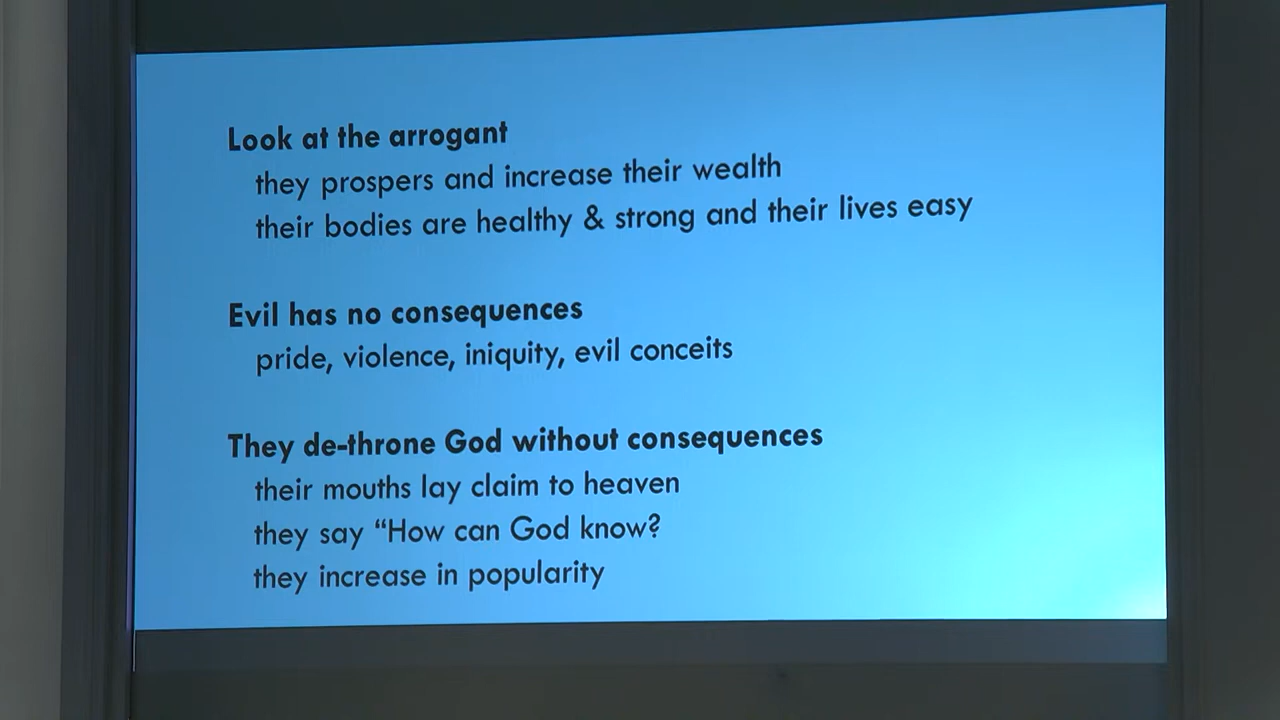 Look at the arrogant
they prospers and increase their wealth
their bodies are healthy & strong and their lives easy
Evil has no consequences
pride, violence, iniquity, evil conceits
They de-throne God without consequences
their mouths lay claim to heaven
they say “How can God know?
they increase in popularity